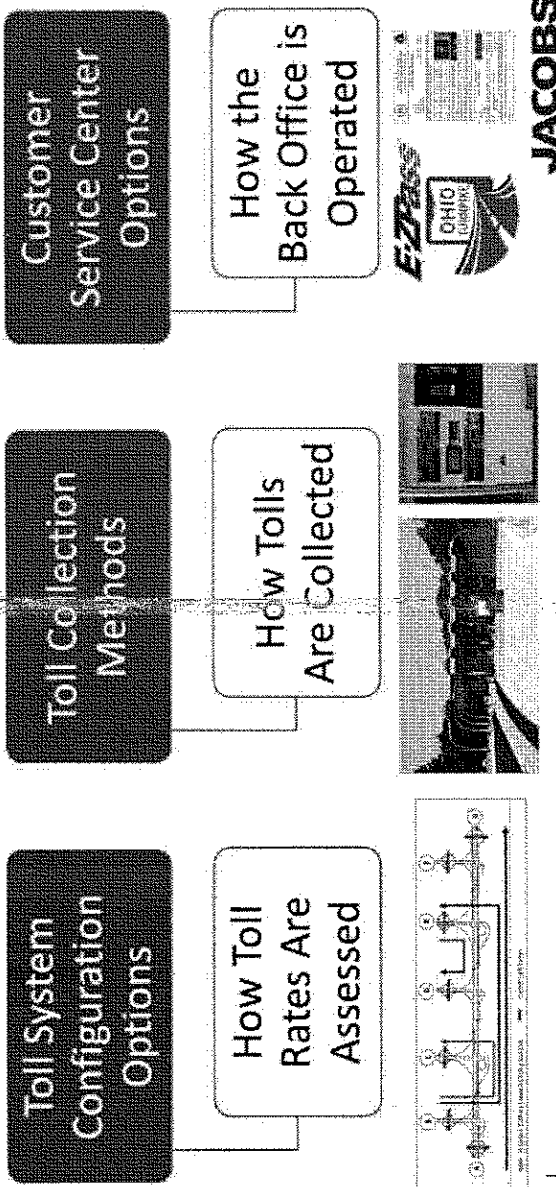 Toll System
Configuration
Options
How Toll
Rates Are
Assessed
Toll Collection
Methods
How Tolls
Are Collected
Customer
Service Center
Options
How the
Back Office is
Operated
E-ZPass
OHIO
TURNPIKE
JACOBS